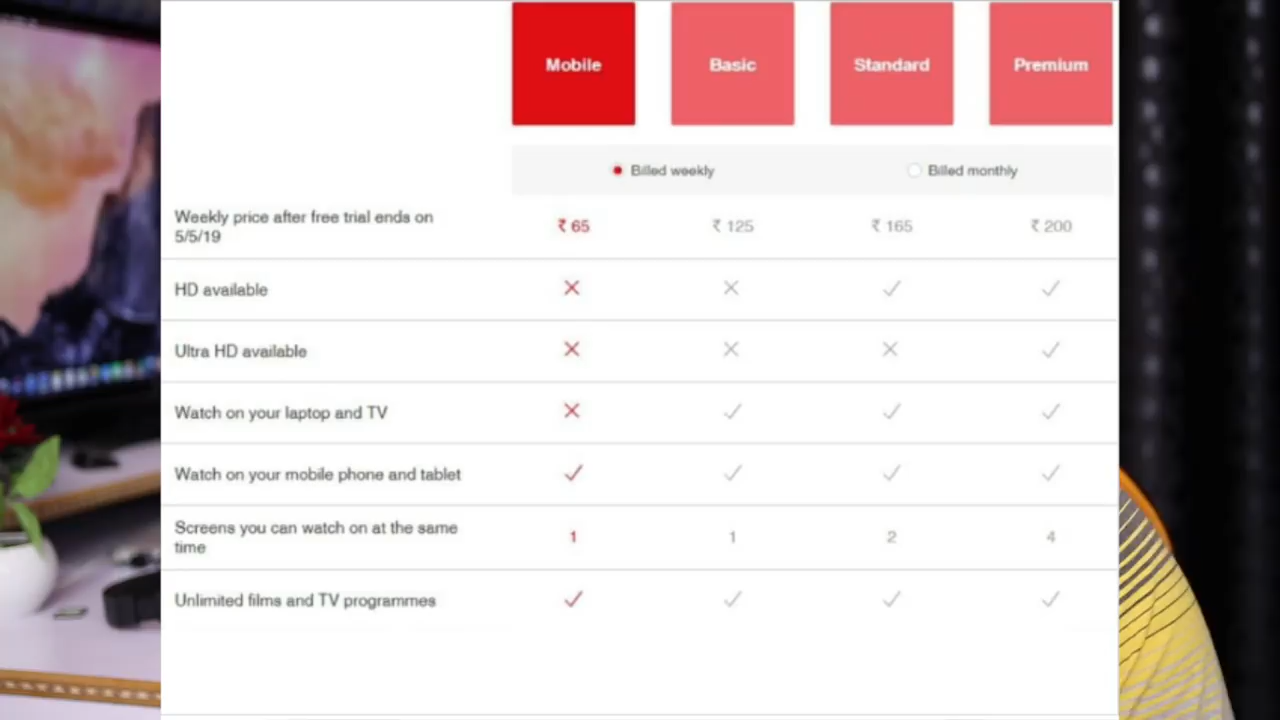 Mobile Basic Standard Premium
Billed weekly Billed monthly
Weekly price after free trial ends on
5/5/19
₹ 65 ₹ 125 ₹ 165 ₹ 200
HD available
Ultra HD available
Watch on your laptop and TV
Watch on your mobile phone and tablet
Screens you can watch on at the same
time
1 1 2 4
Unlimited films and TV programmes